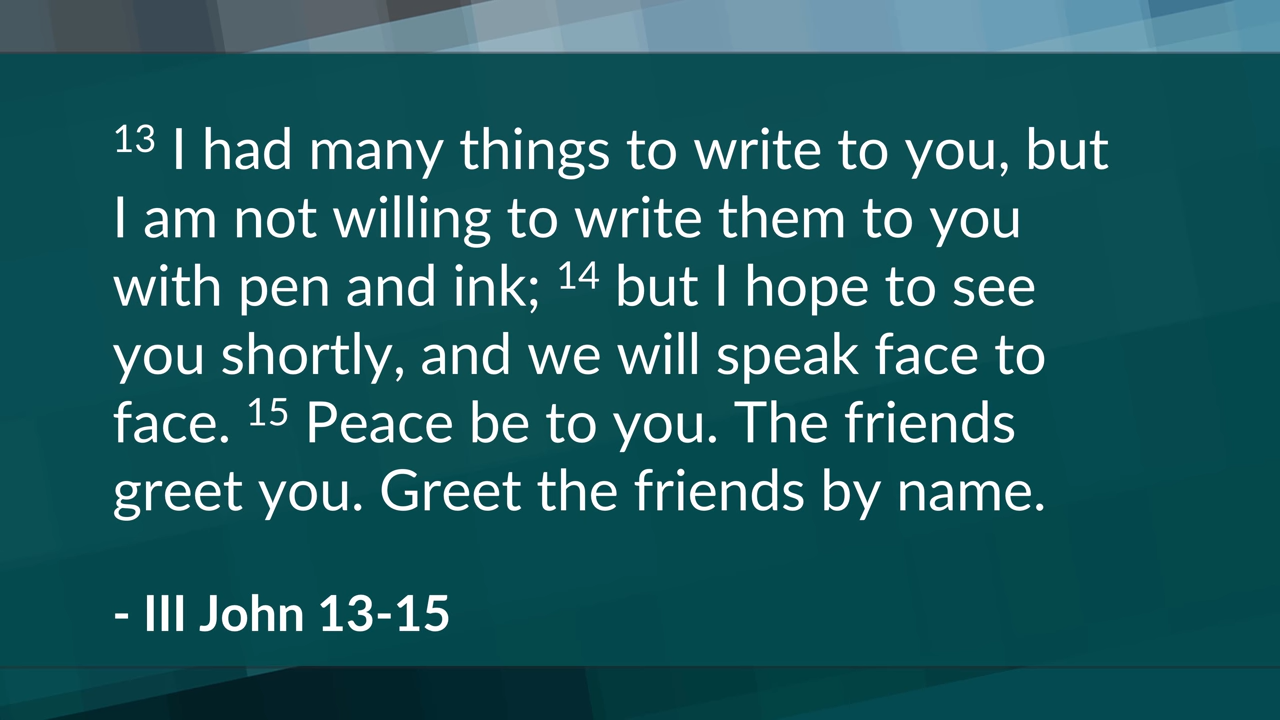 13 I had many things to write to you, but
I am not willing to write them to you
with pen and ink; 14 but I hope to see
you shortly, and we will speak face to
face. 15 Peace be to you. The friends
greet you. Greet the friends by name.
- III John 13-15